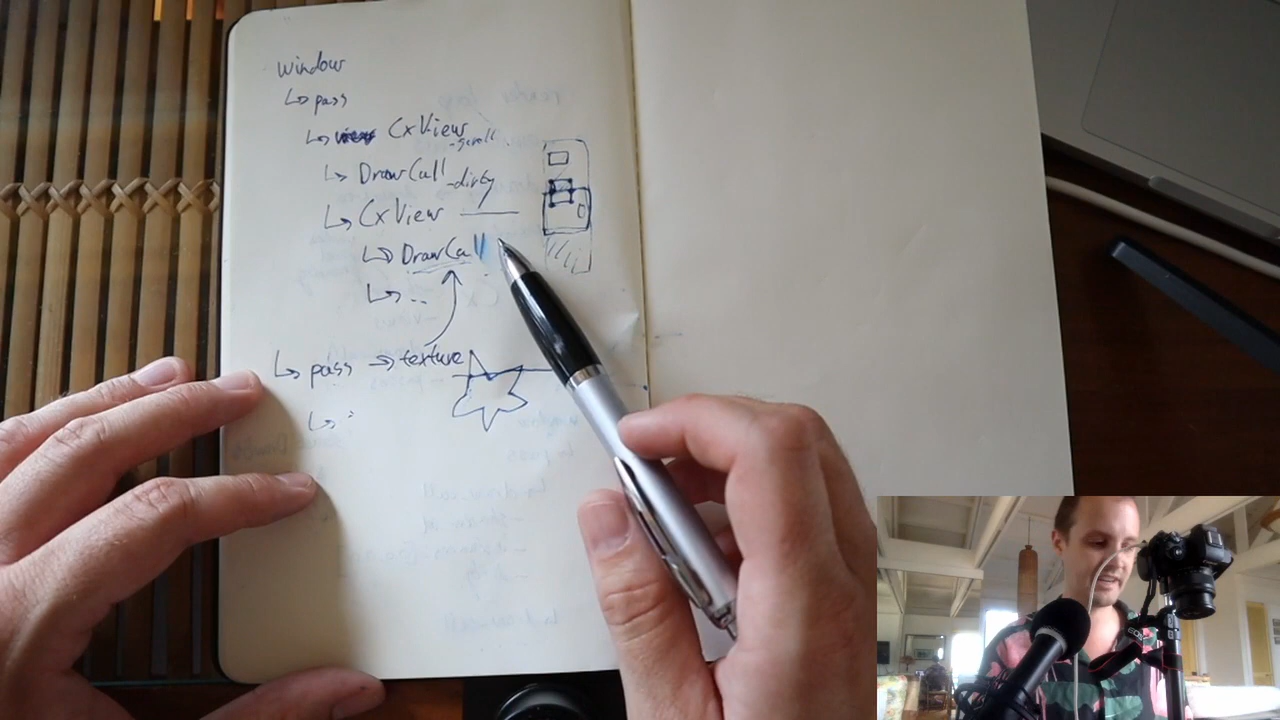 window
↳ pass
↳ CxView
- scroll
↳ DrawCall
- dirty
↳ CxView
↳ DrawCall
↳ ..
↳ pass → texture
↳ :